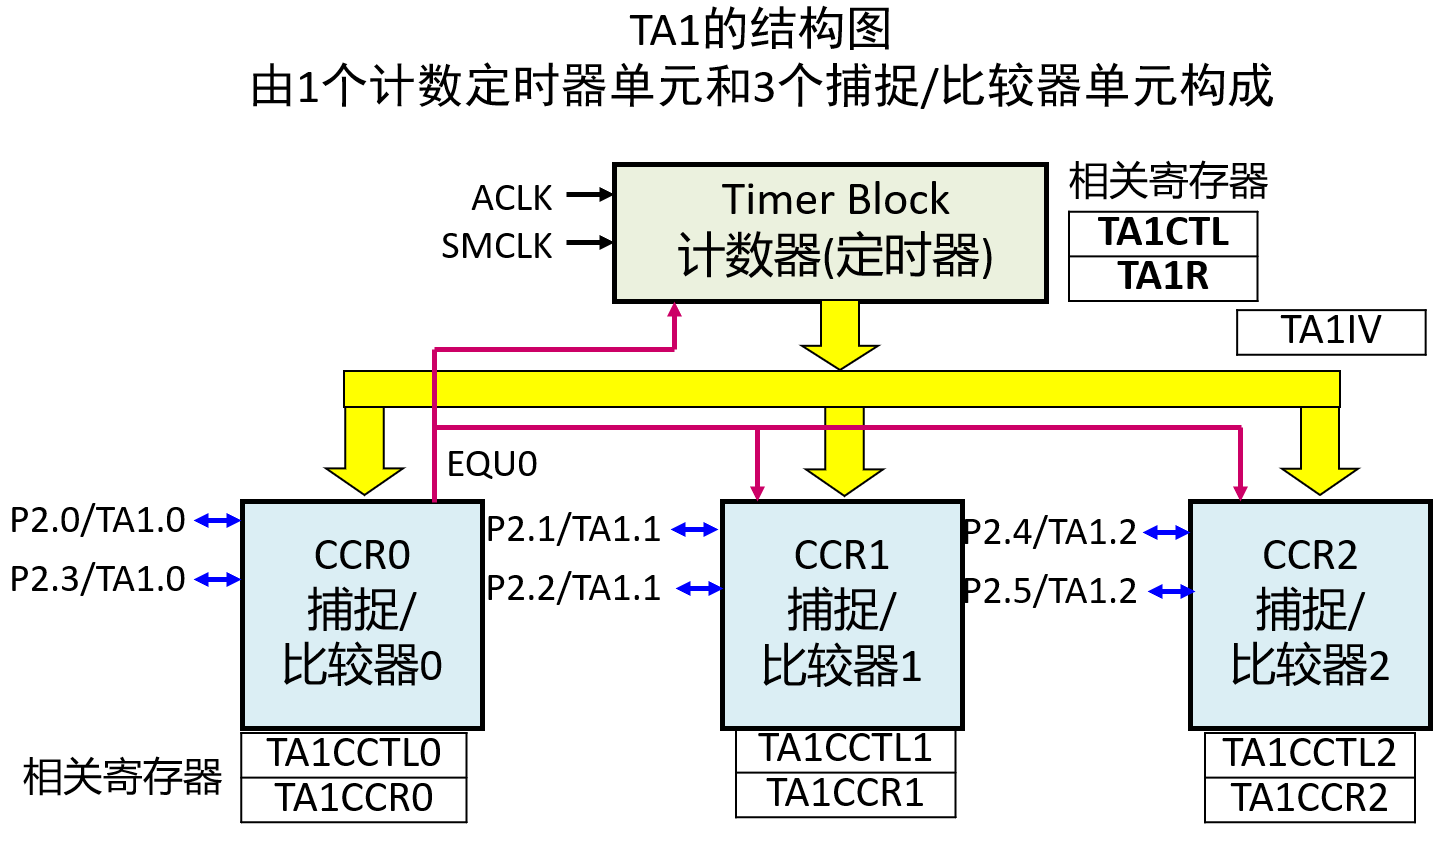 TA1的结构图
由1个计数定时器单元和3个捕捉/比较器单元构成
ACLK
SMCLK
Timer Block
计数器(定时器)
相关寄存器
TA1CTL
TA1R
TA1IV
EQU0
P2.0/TA1.0
P2.3/TA1.0
CCR0
捕捉/
比较器0
P2.1/TA1.1
P2.2/TA1.1
CCR1
捕捉/
比较器1
P2.4/TA1.2
P2.5/TA1.2
CCR2
捕捉/
比较器2
相关寄存器
TA1CCTL0
TA1CCR0
TA1CCTL1
TA1CCR1
TA1CCTL2
TA1CCR2